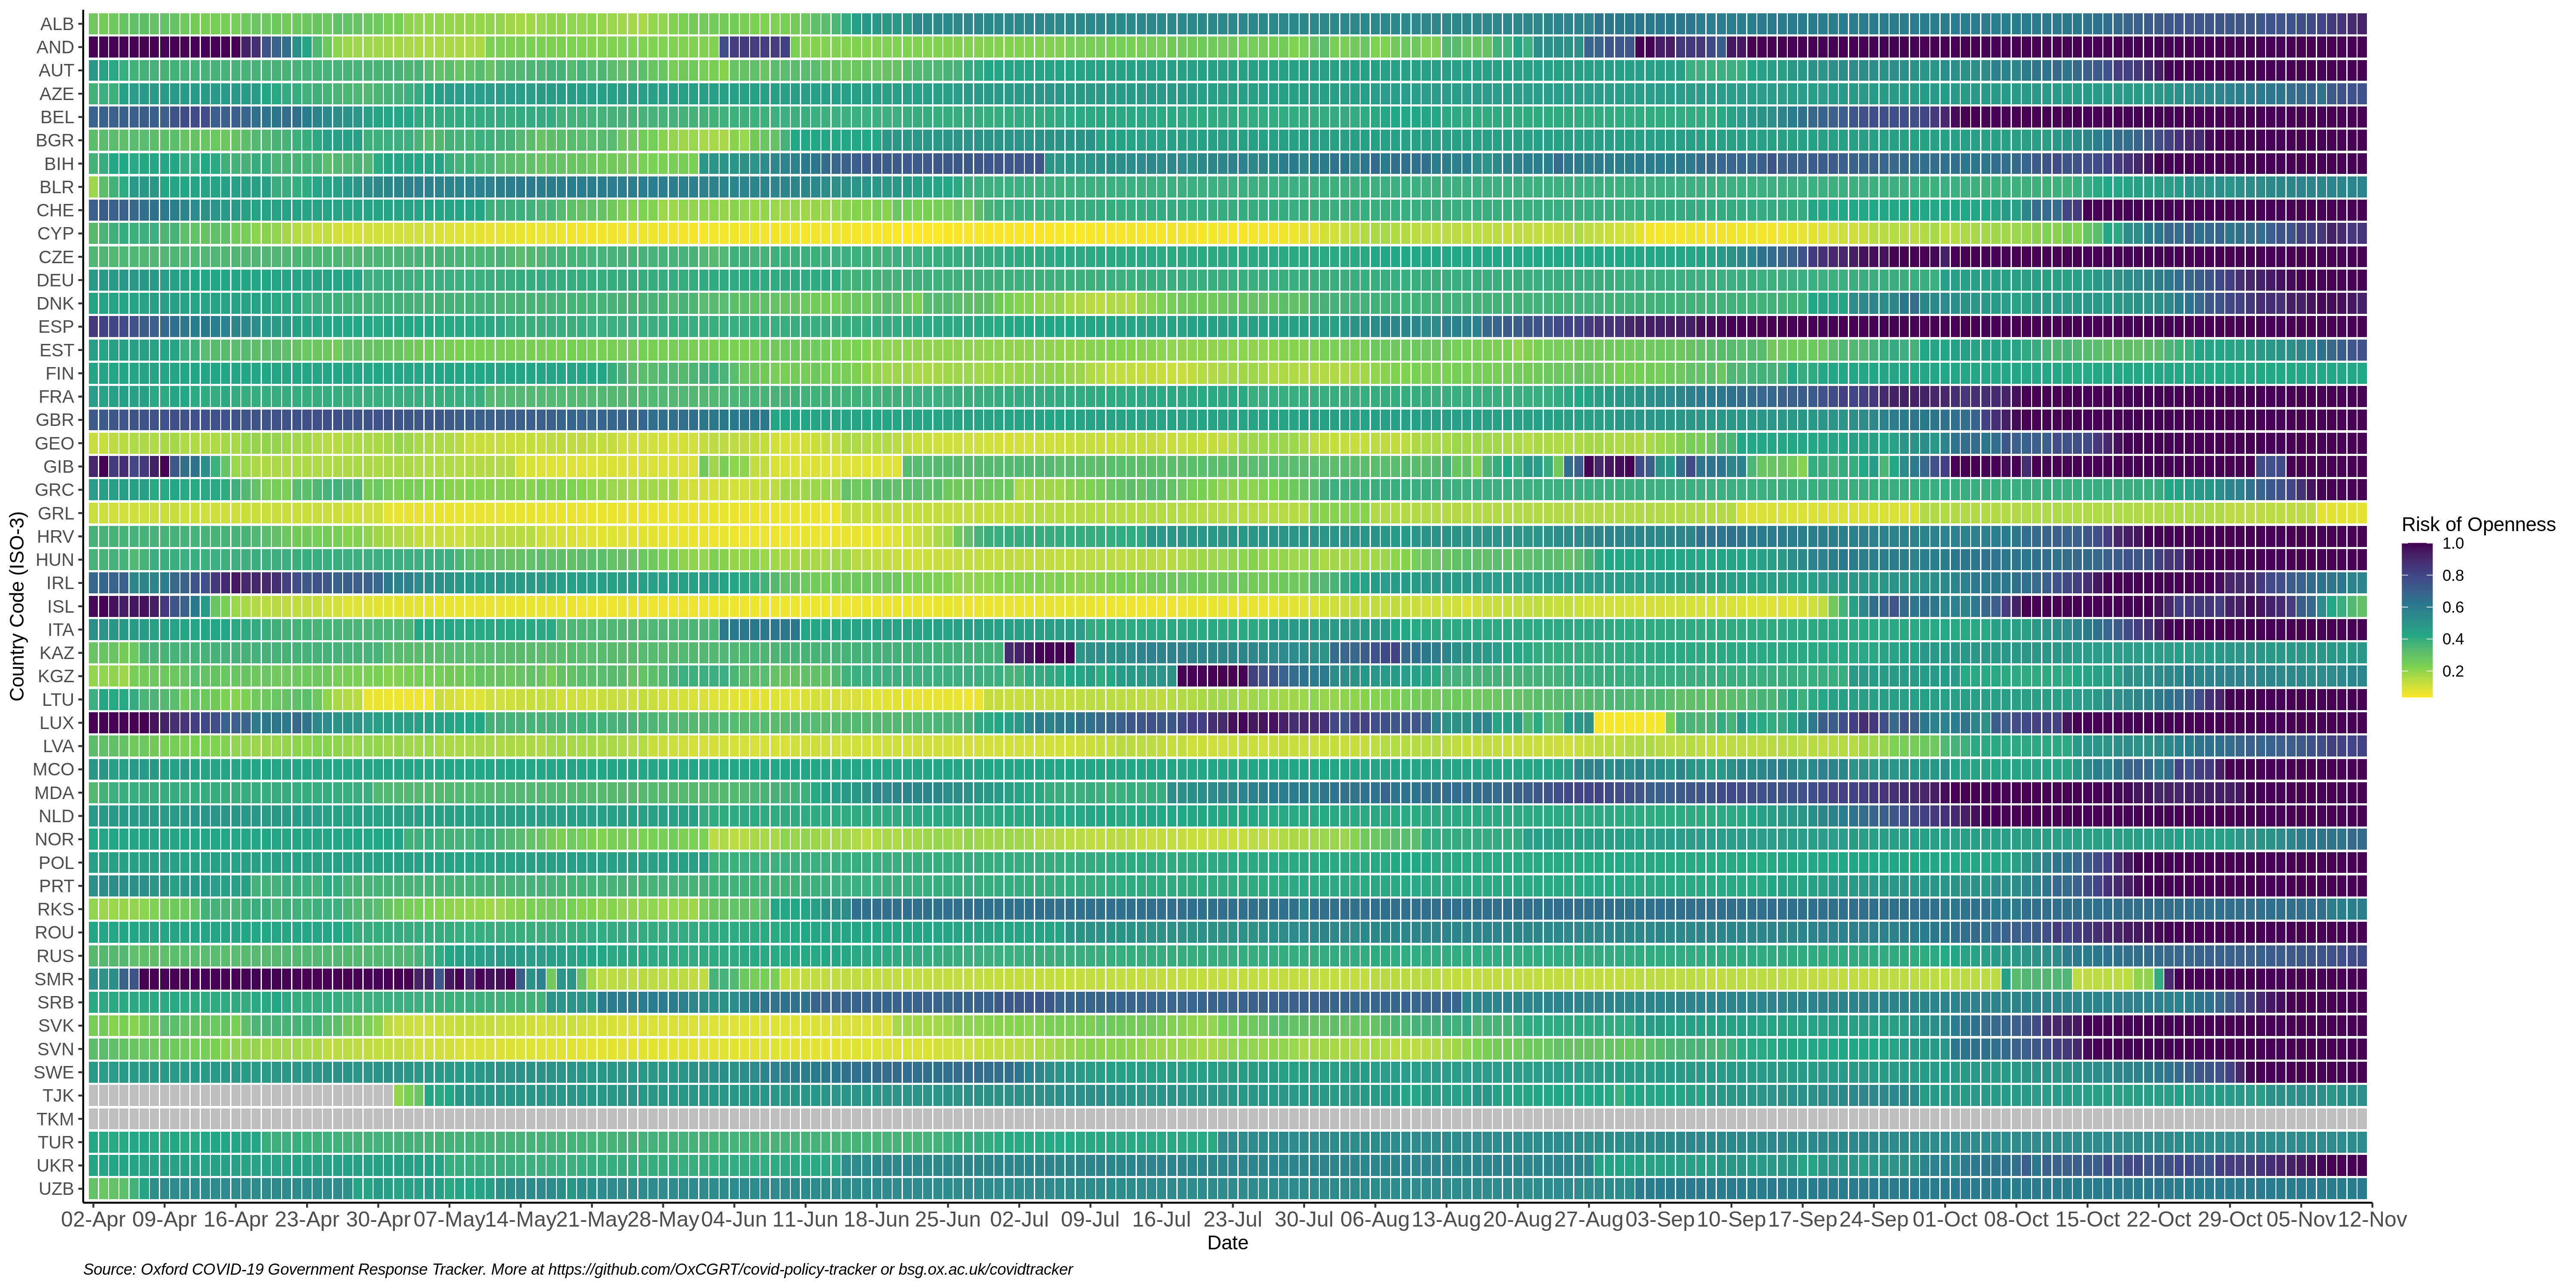 ALB
AND
AUT
AZE
BEL
BGR
BIH
BLR
CHE
CYP
CZE
DEU
DNK
ESP
EST
FIN
FRA
GBR
GEO
GIB
GRC
GRL
HRV
HUN
IRL
ISL
ITA
KAZ
KGZ
LTU
LUX
LVA
MCO
MDA
NLD
NOR
POL
PRT
RKS
ROU
RUS
SMR
SRB
SVK
SVN
SWE
TJK
TKM
TUR
UKR
UZB
Country Code (ISO-3)
02-Apr 09-Apr 16-Apr 23-Apr 30-Apr 07-May 14-May 21-May 28-May 04-Jun 11-Jun 18-Jun 25-Jun 02-Jul 09-Jul 16-Jul 23-Jul 30-Jul 06-Aug 13-Aug 20-Aug 27-Aug 03-Sep 10-Sep 17-Sep 24-Sep 01-Oct 08-Oct 15-Oct 22-Oct 29-Oct 05-Nov 12-Nov
Date
Risk of Openness
1.0
0.8
0.6
0.4
0.2
Source: Oxford COVID-19 Government Response Tracker. More at https://github.com/OxCGRT/covid-policy-tracker or bsg.ox.ac.uk/covidtracker